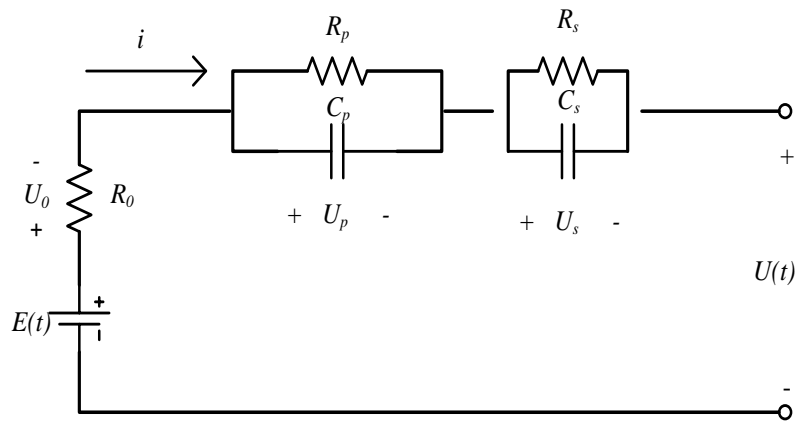 i
R_p
R_s
C_p
C_s
-
U_0 R_0
+
+ U_p -
+ U_s -
+
U(t)
-
E(t)
+
-